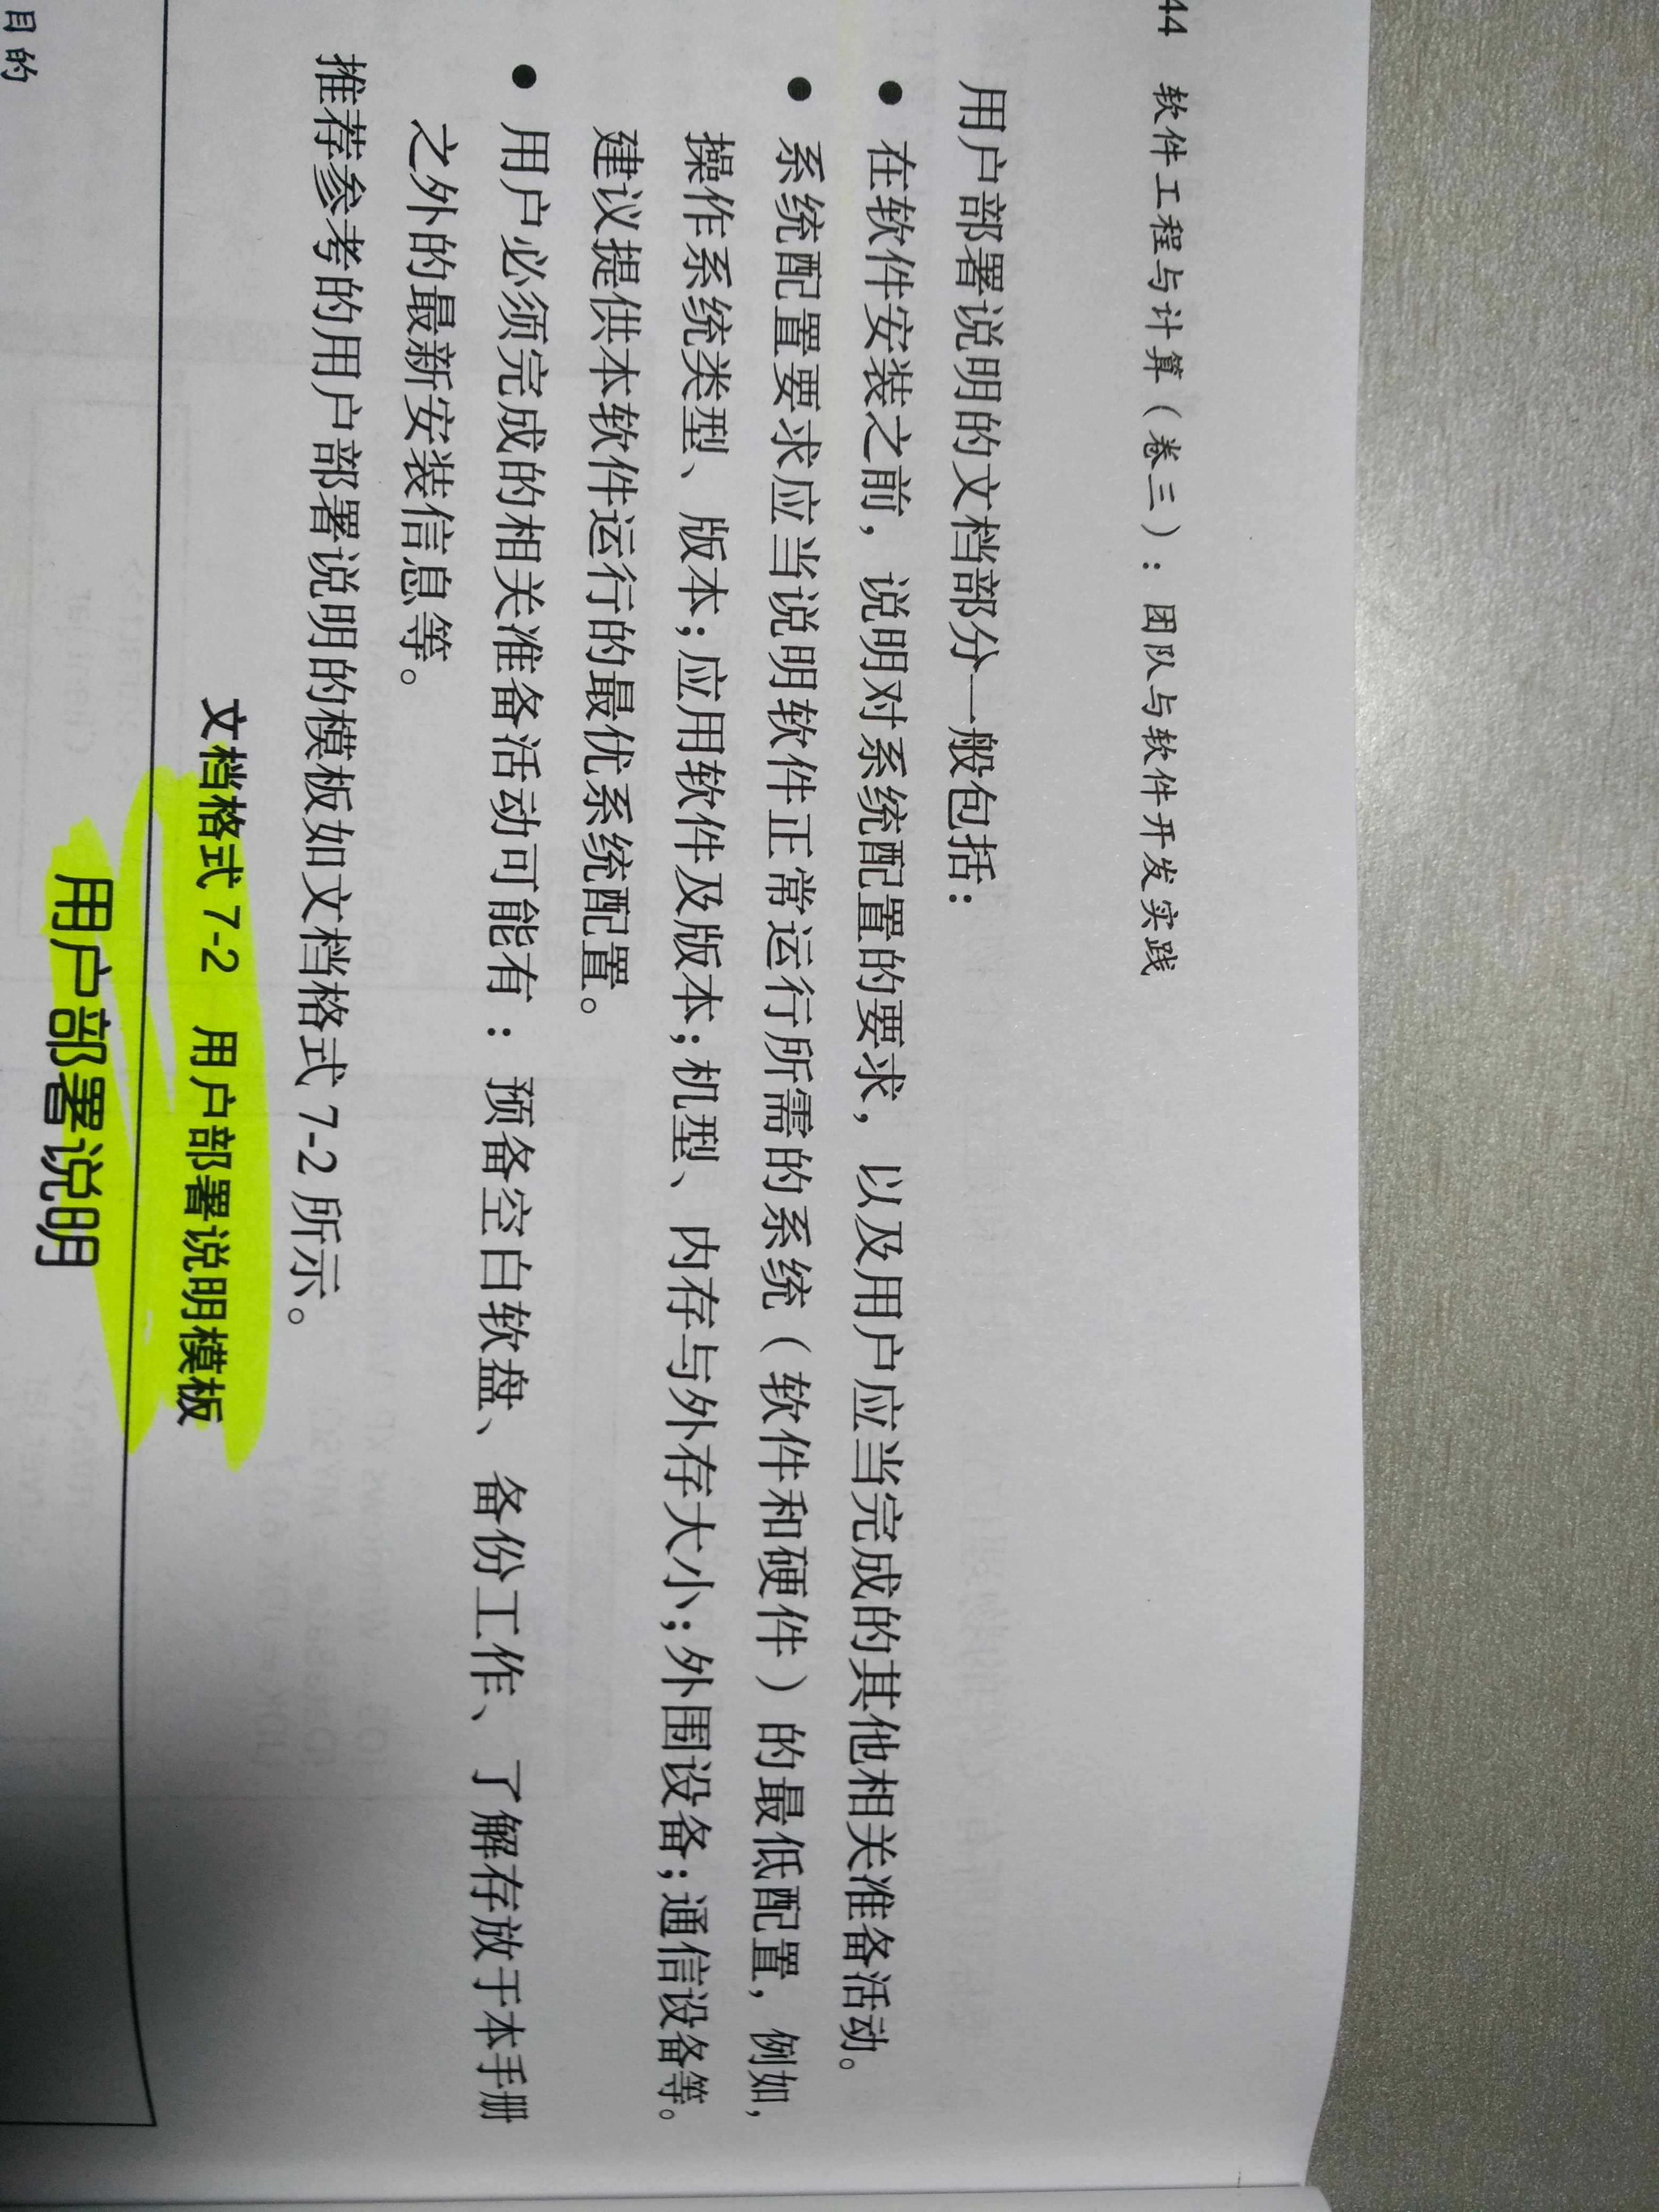 44 软件工程与计算（卷三）：团队与软件开发实践
用户部署说明的文档部分一般包括：
● 在软件安装之前，说明对系统配置的要求，以及用户应当完成的其他相关准备活动。
● 系统配置要求应当说明软件正常运行所需的系统（软件和硬件）的最低配置，例如，
操作系统类型、版本；应用软件及版本；机型、内存与外存大小；外围设备；通信设备等。
建议提供本软件运行的最优系统配置。
● 用户必须完成的相关准备活动可能有：预备空白软盘、备份工作、了解存放于本手册
之外的最新安装信息等。
推荐参考的用户部署说明的模板如文档格式 7-2 所示。
文档格式 7-2 用户部署说明模板
用户部署说明
目的